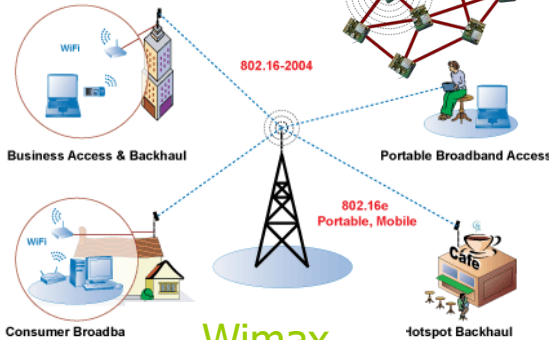 WiFi
802.16-2004
Business Access & Backhaul
Portable Broadband Access
802.16e
Portable, Mobile
WiFi
Cafe
Consumer Broadba
Hotspot Backhaul
Wimax